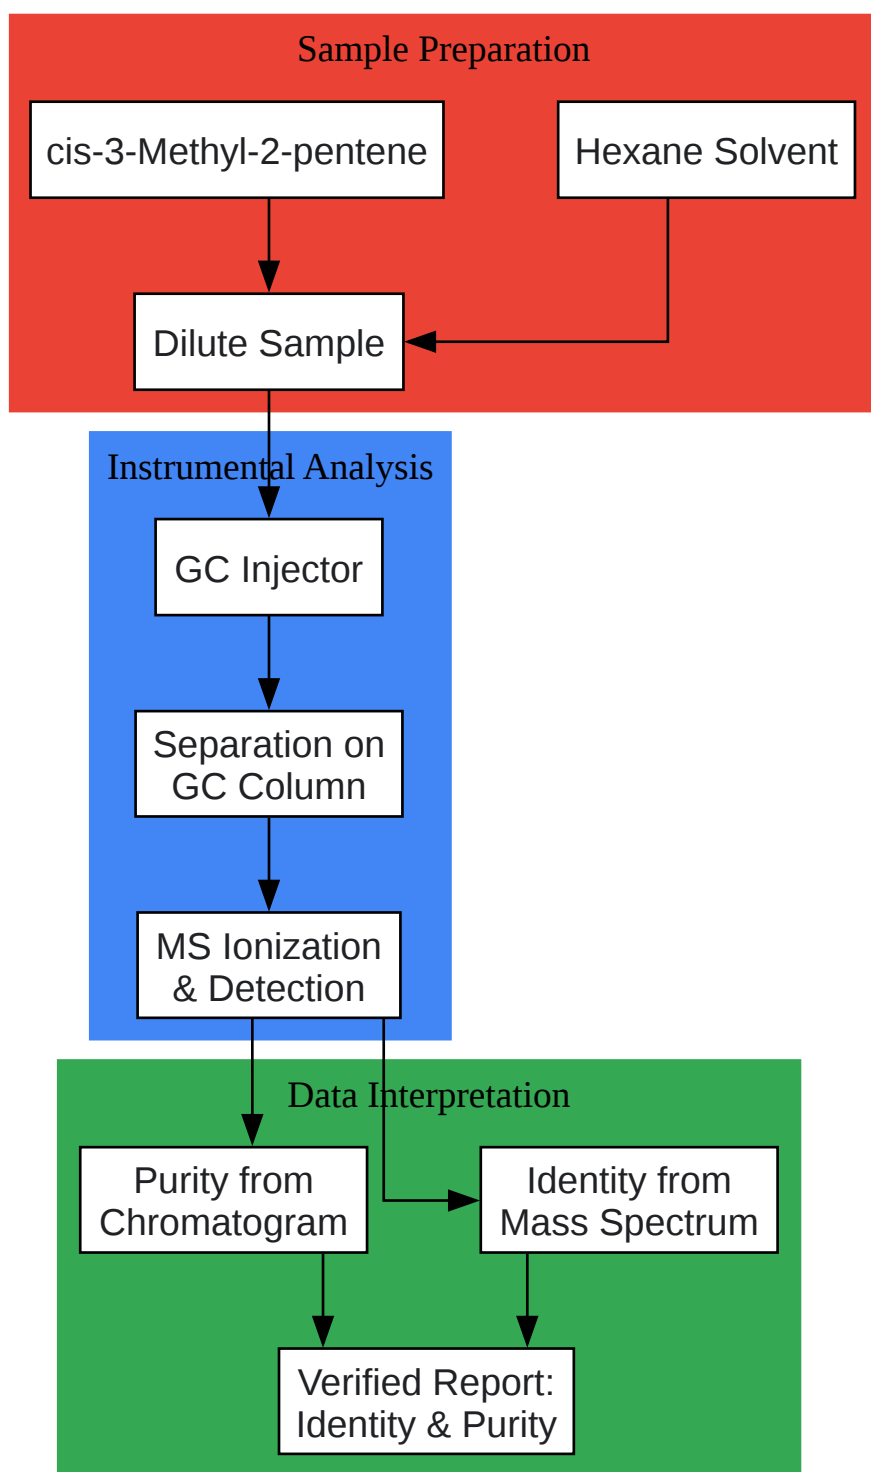 Sample Preparation
cis-3-Methyl-2-pentene
Hexane Solvent
Dilute Sample
Instrumental Analysis
GC Injector
Separation on
GC Column
MS Ionization
& Detection
Data Interpretation
Purity from
Chromatogram
Identity from
Mass Spectrum
Verified Report:
Identity & Purity